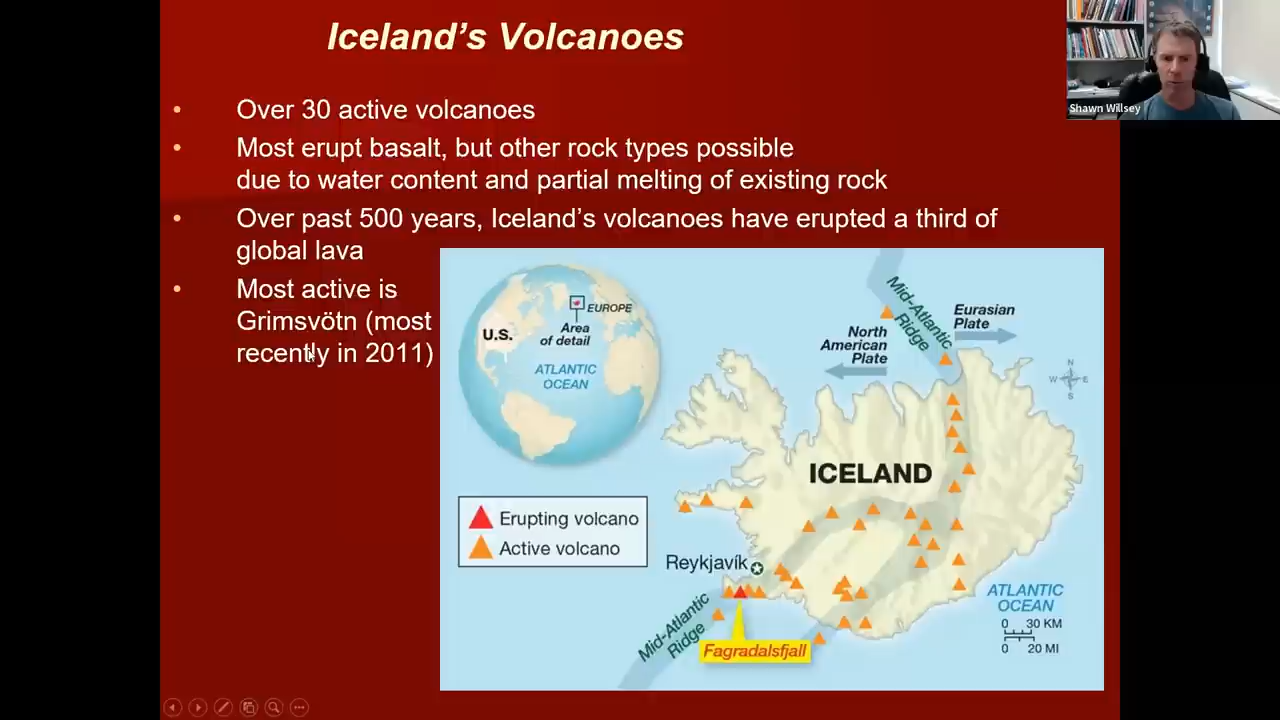 Iceland's Volcanoes
Shawn Willsey
• Over 30 active volcanoes
• Most erupt basalt, but other rock types possible
due to water content and partial melting of existing rock
• Over past 500 years, Iceland's volcanoes have erupted a third of
global lava
• Most active is
Grimsvötn (most
recently in 2011)
U.S.
EUROPE
Area
of detail
ATLANTIC
OCEAN
Erupting volcano
Active volcano
Mid-Atlantic
Ridge
North
American
Plate
Eurasian
Plate
N
W E
S
ICELAND
Reykjavík
Mid-Atlantic
Ridge
Fagradalsfjall
ATLANTIC
OCEAN
0 30 KM
0 20 MI